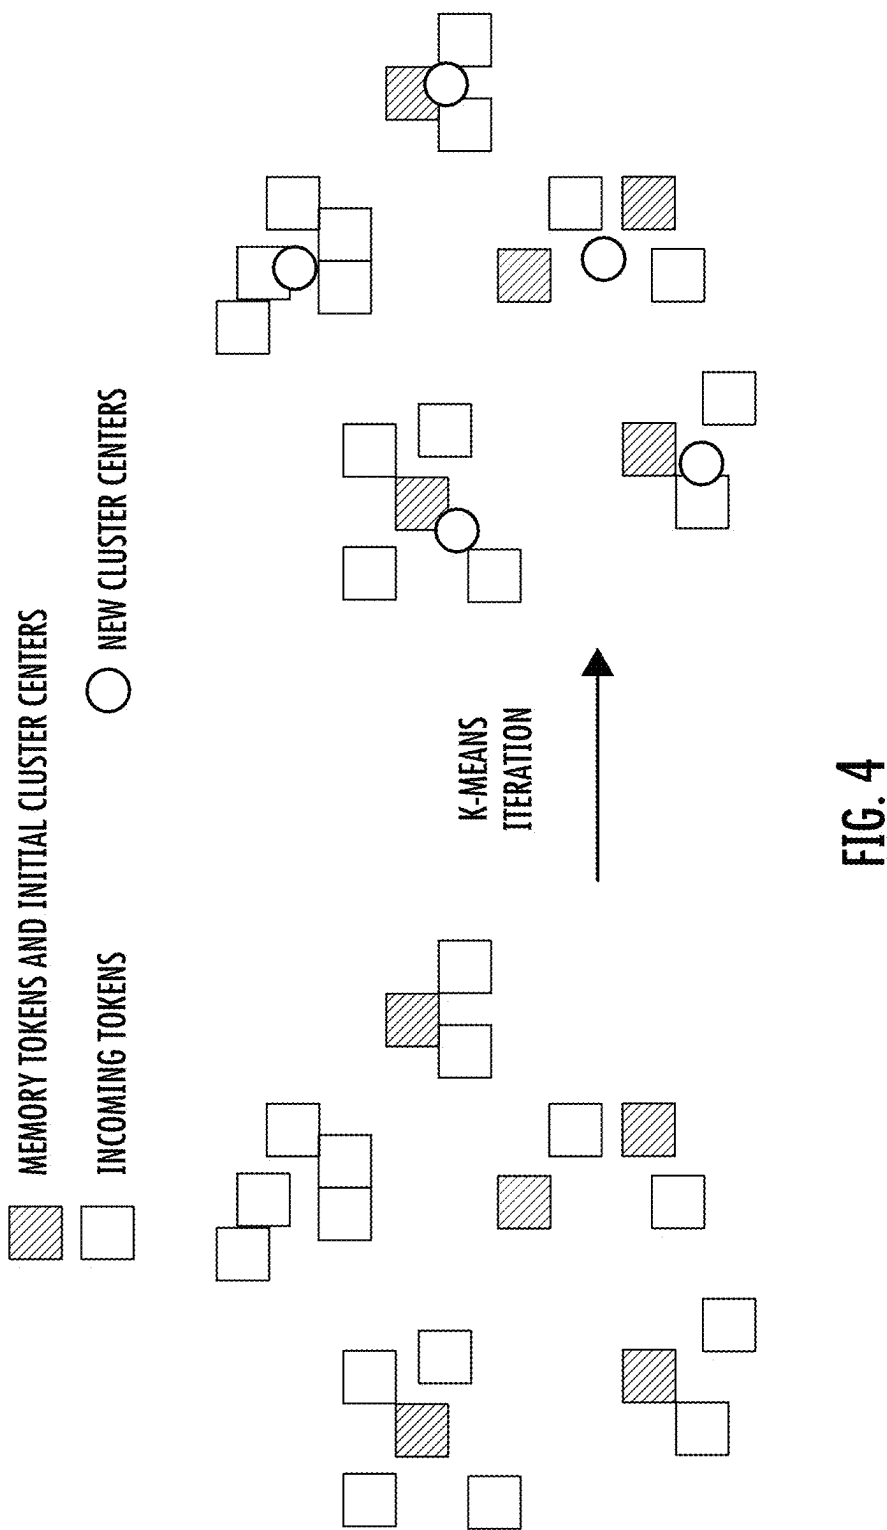 MEMORY TOKENS AND INITIAL CLUSTER CENTERS
INCOMING TOKENS
NEW CLUSTER CENTERS
K-MEANS
ITERATION
FIG. 4